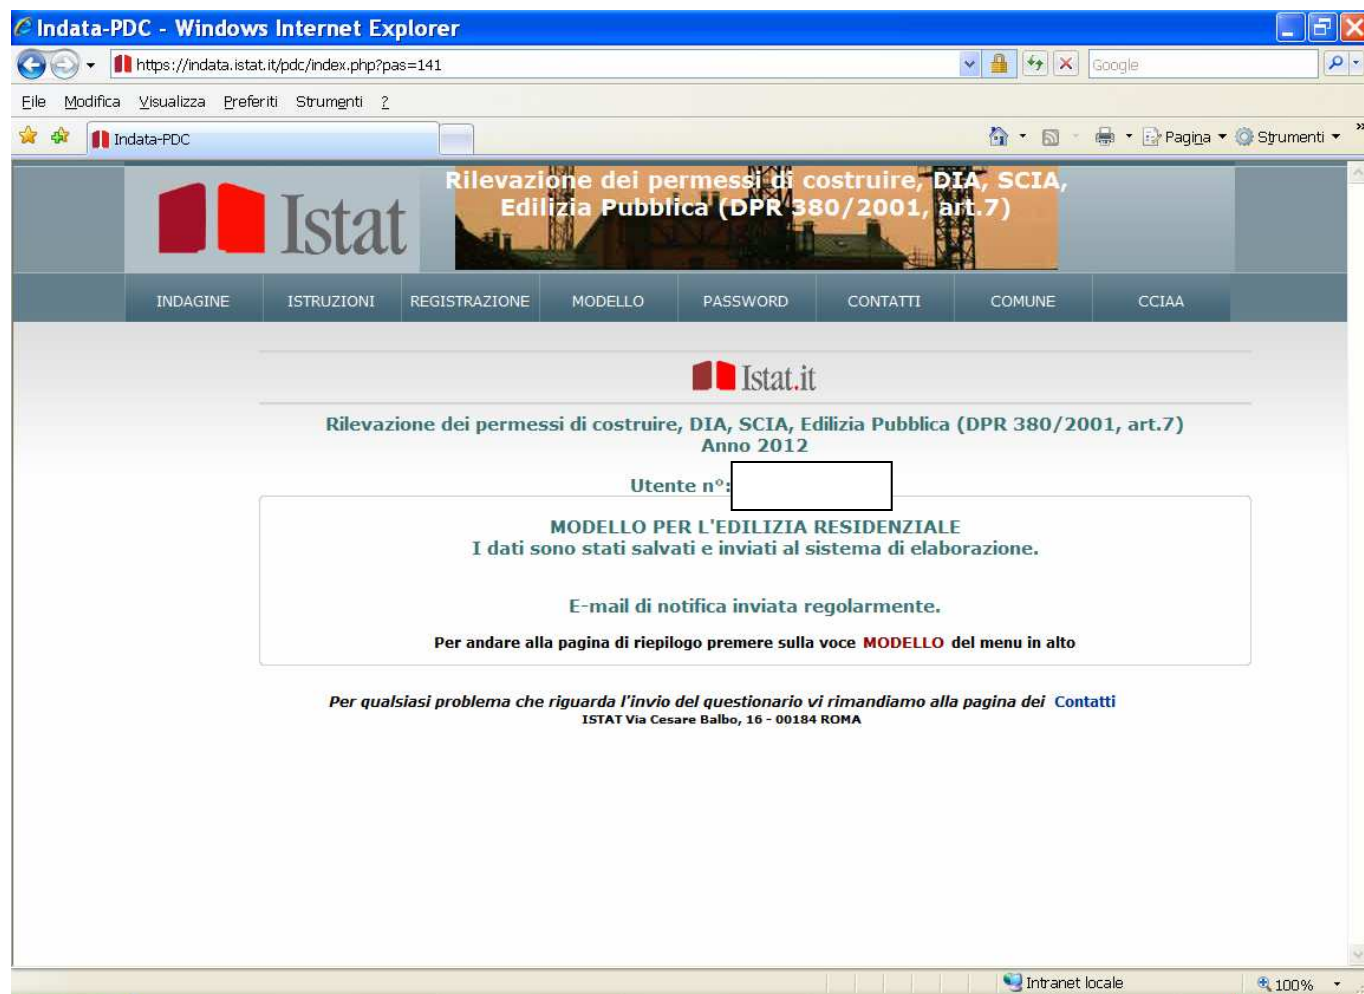 Indata-PDC - Windows Internet Explorer
https://indata.istat.it/pdc/index.php?pas=141
Google
File Modifica Visualizza Preferiti Strumenti ?
Indata-PDC
Pagina Strumenti
Istat
Rilevazione dei permessi di costruire, DIA, SCIA,
Edilizia Pubblica (DPR 380/2001, art.7)
INDAGINE ISTRUZIONI REGISTRAZIONE MODELLO PASSWORD CONTATTI COMUNE CCIAA
Istat.it
Rilevazione dei permessi di costruire, DIA, SCIA, Edilizia Pubblica (DPR 380/2001, art.7)
Anno 2012
Utente n°:
MODELLO PER L'EDILIZIA RESIDENZIALE
I dati sono stati salvati e inviati al sistema di elaborazione.
E-mail di notifica inviata regolarmente.
Per andare alla pagina di riepilogo premere sulla voce MODELLO del menu in alto
Per qualsiasi problema che riguarda l'invio del questionario vi rimandiamo alla pagina dei Contatti
ISTAT Via Cesare Balbo, 16 - 00184 ROMA
Intranet locale
100%